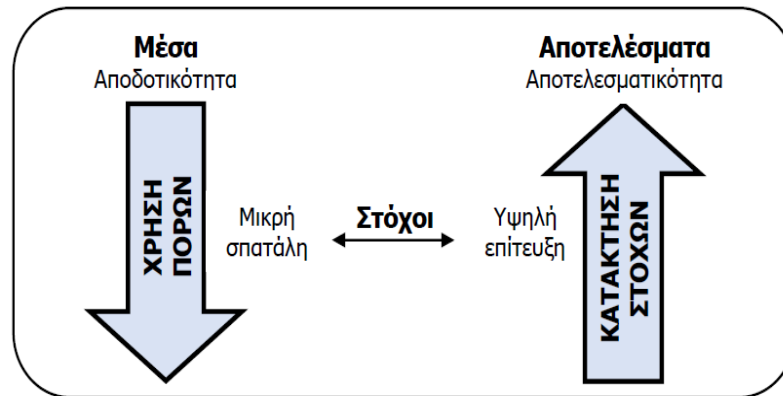 Μέσα
Αποδοτικότητα
ΧΡΗΣΗ
ΠΟΡΩΝ
Μικρή
σπατάλη
Στόχοι
Υψηλή
επίτευξη
Αποτελέσματα
Αποτελεσματικότητα
ΚΑΤΑΚΤΗΣΗ
ΣΤΟΧΩΝ